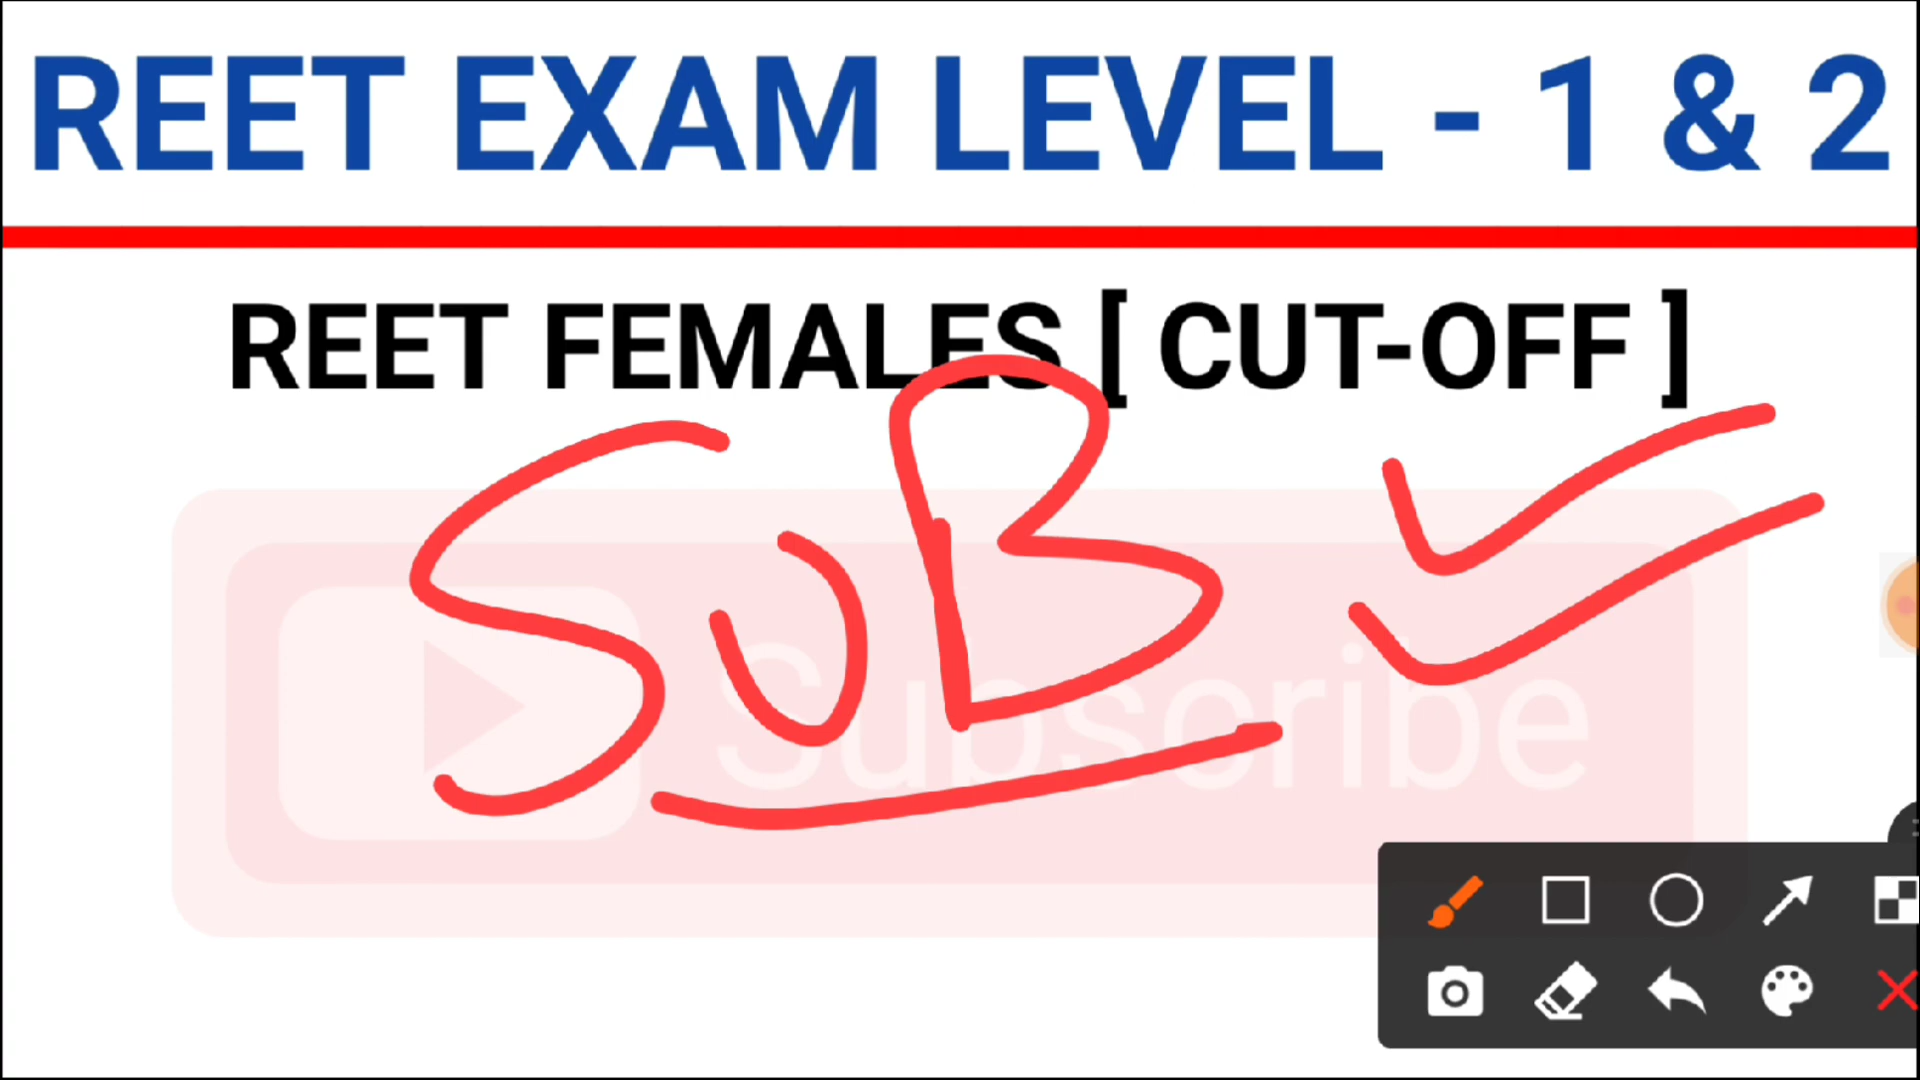 REET EXAM LEVEL - 1 & 2
REET FEMALES [ CUT-OFF ]
SUB
Subscribe